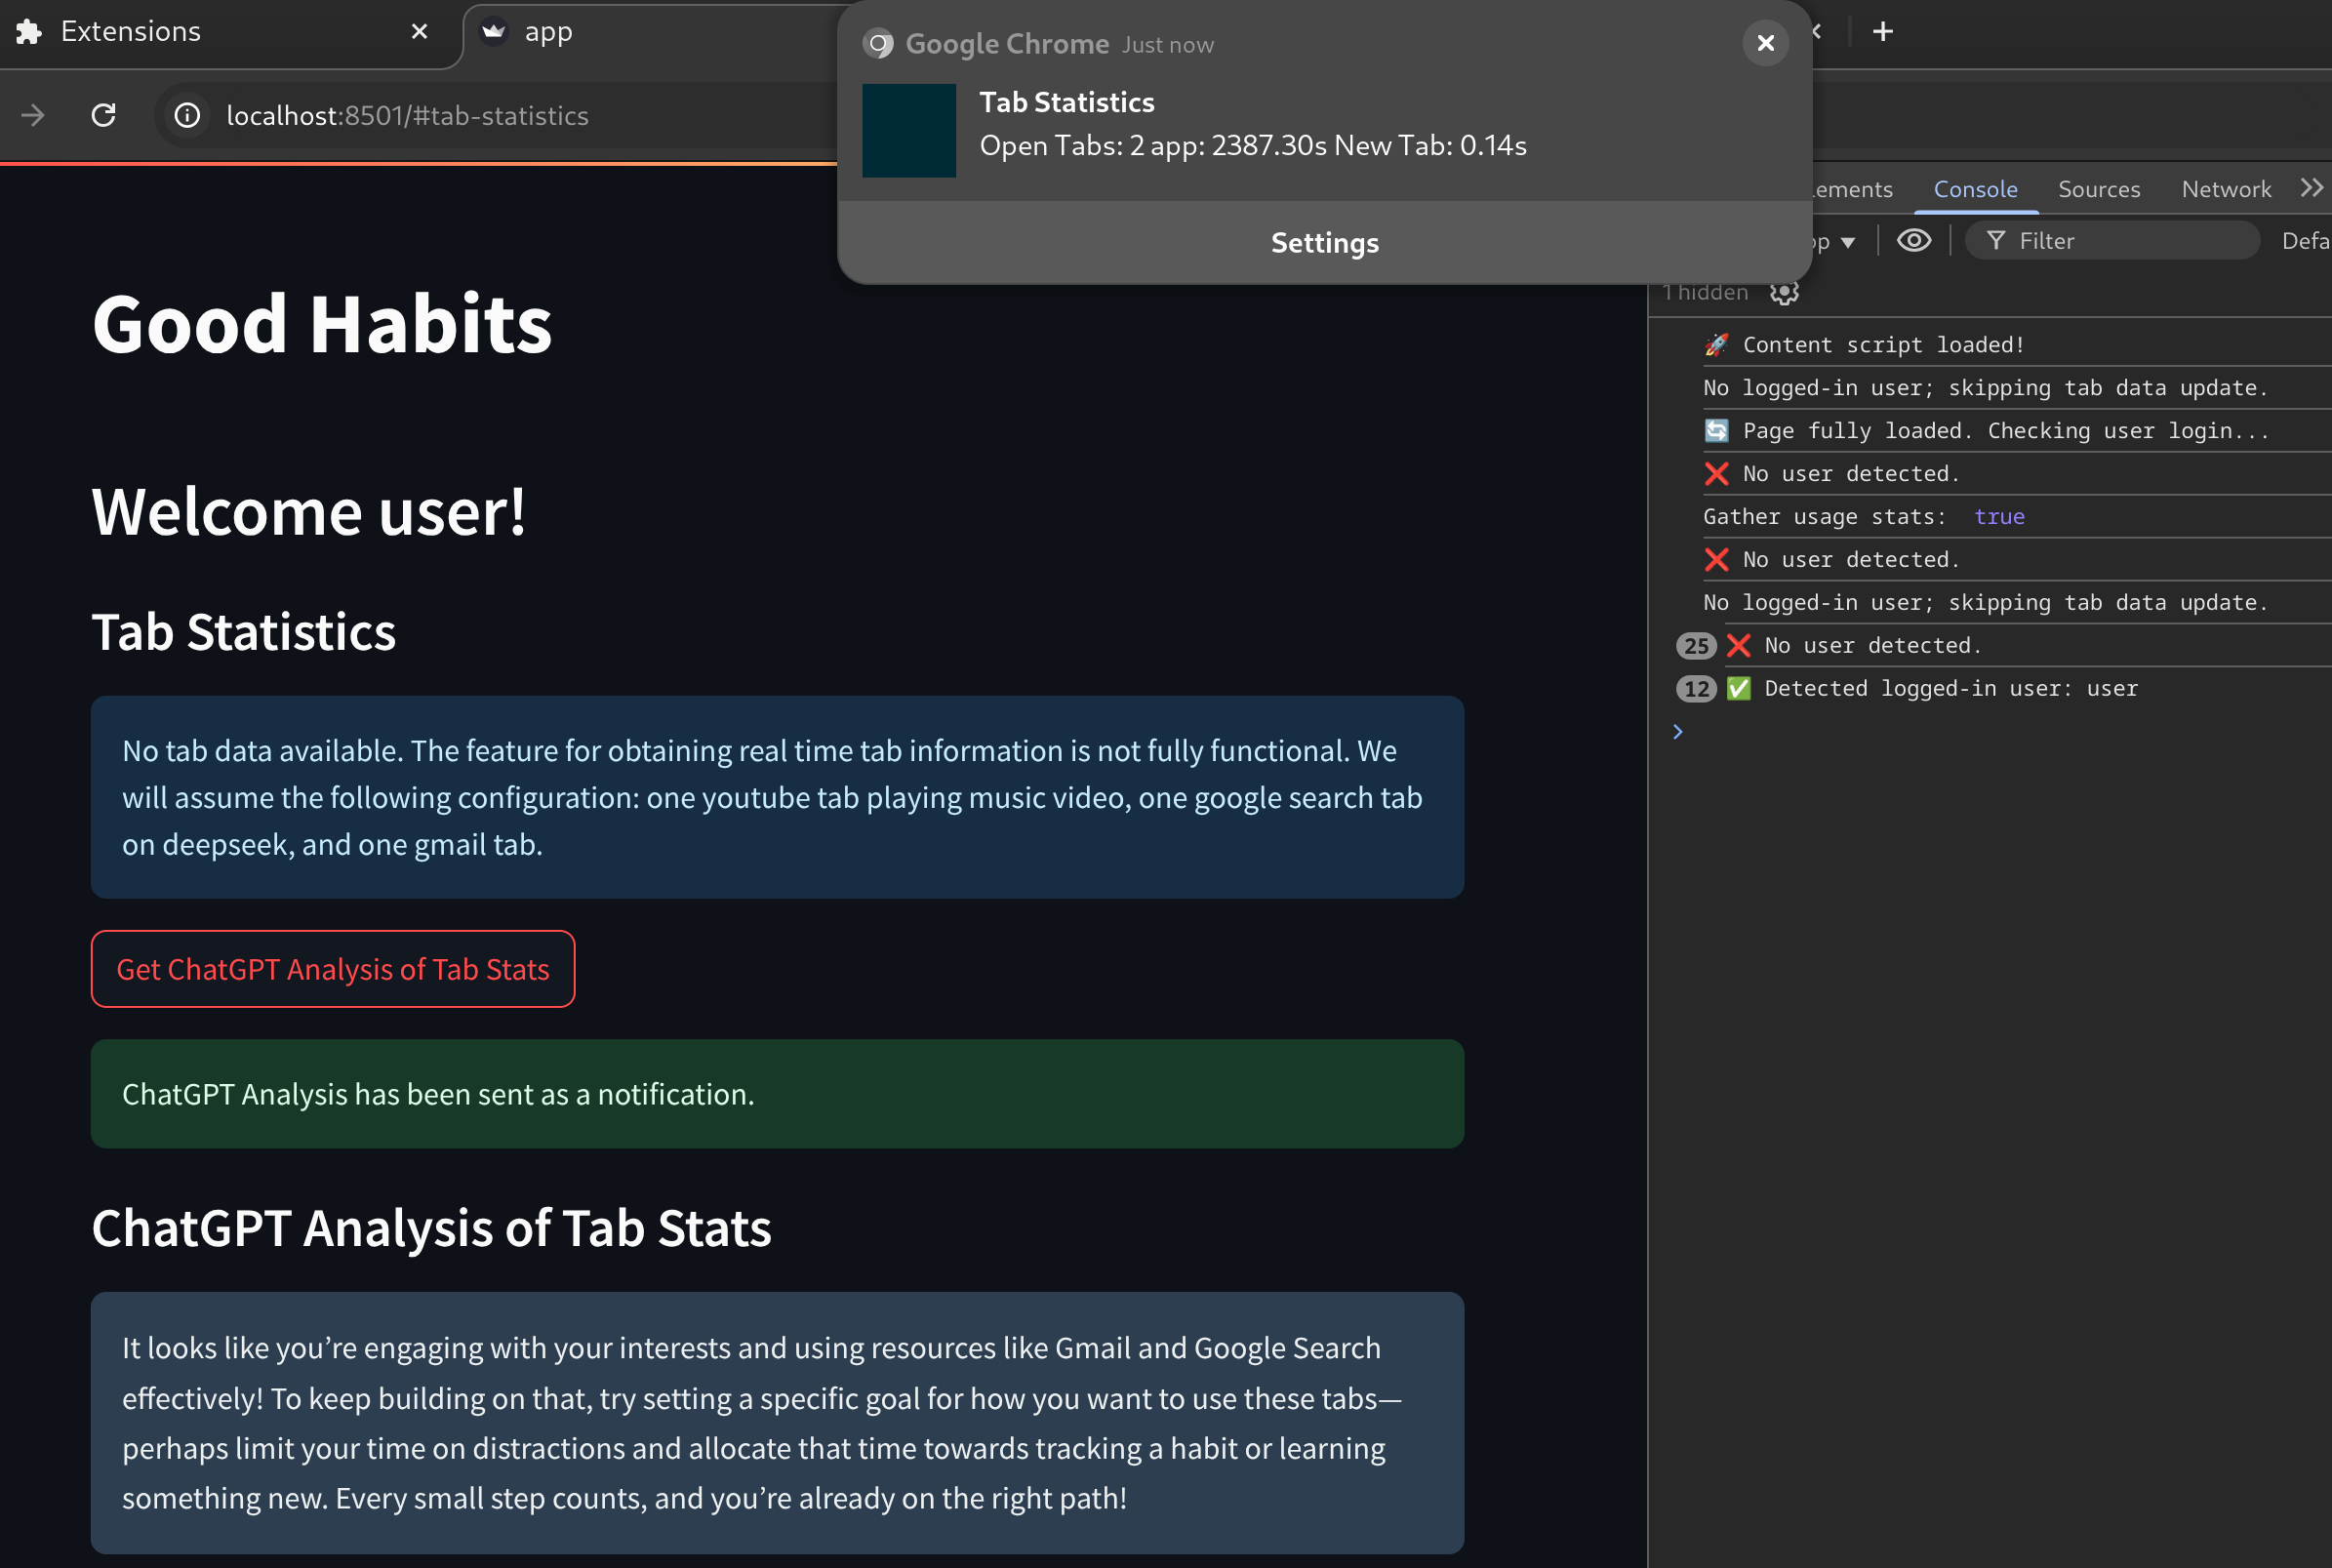 Extensions
app
Google Chrome Just now
Tab Statistics
Open Tabs: 2 app: 2387.30s New Tab: 0.14s
Settings
localhost:8501/#tab-statistics
Good Habits
Welcome user!
Tab Statistics
No tab data available. The feature for obtaining real time tab information is not fully functional. We
will assume the following configuration: one youtube tab playing music video, one google search tab
on deepseek, and one gmail tab.
Get ChatGPT Analysis of Tab Stats
ChatGPT Analysis has been sent as a notification.
ChatGPT Analysis of Tab Stats
It looks like you’re engaging with your interests and using resources like Gmail and Google Search
effectively! To keep building on that, try setting a specific goal for how you want to use these tabs—
perhaps limit your time on distractions and allocate that time towards tracking a habit or learning
something new. Every small step counts, and you’re already on the right path!
lements Console Sources Network
op Filter Defa
1 hidden
🚀 Content script loaded!
No logged-in user; skipping tab data update.
🔄 Page fully loaded. Checking user login...
❌ No user detected.
Gather usage stats: true
❌ No user detected.
No logged-in user; skipping tab data update.
25 ❌ No user detected.
12 ✅ Detected logged-in user: user